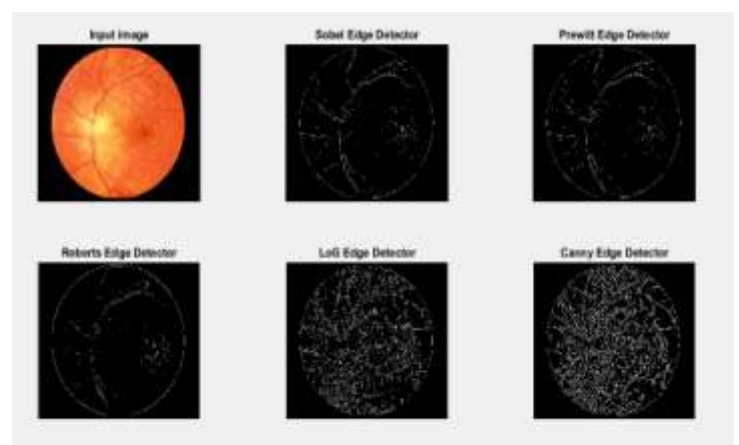 Input image
Sobel Edge Detector
Prewitt Edge Detector
Roberts Edge Detector
LoG Edge Detector
Canny Edge Detector